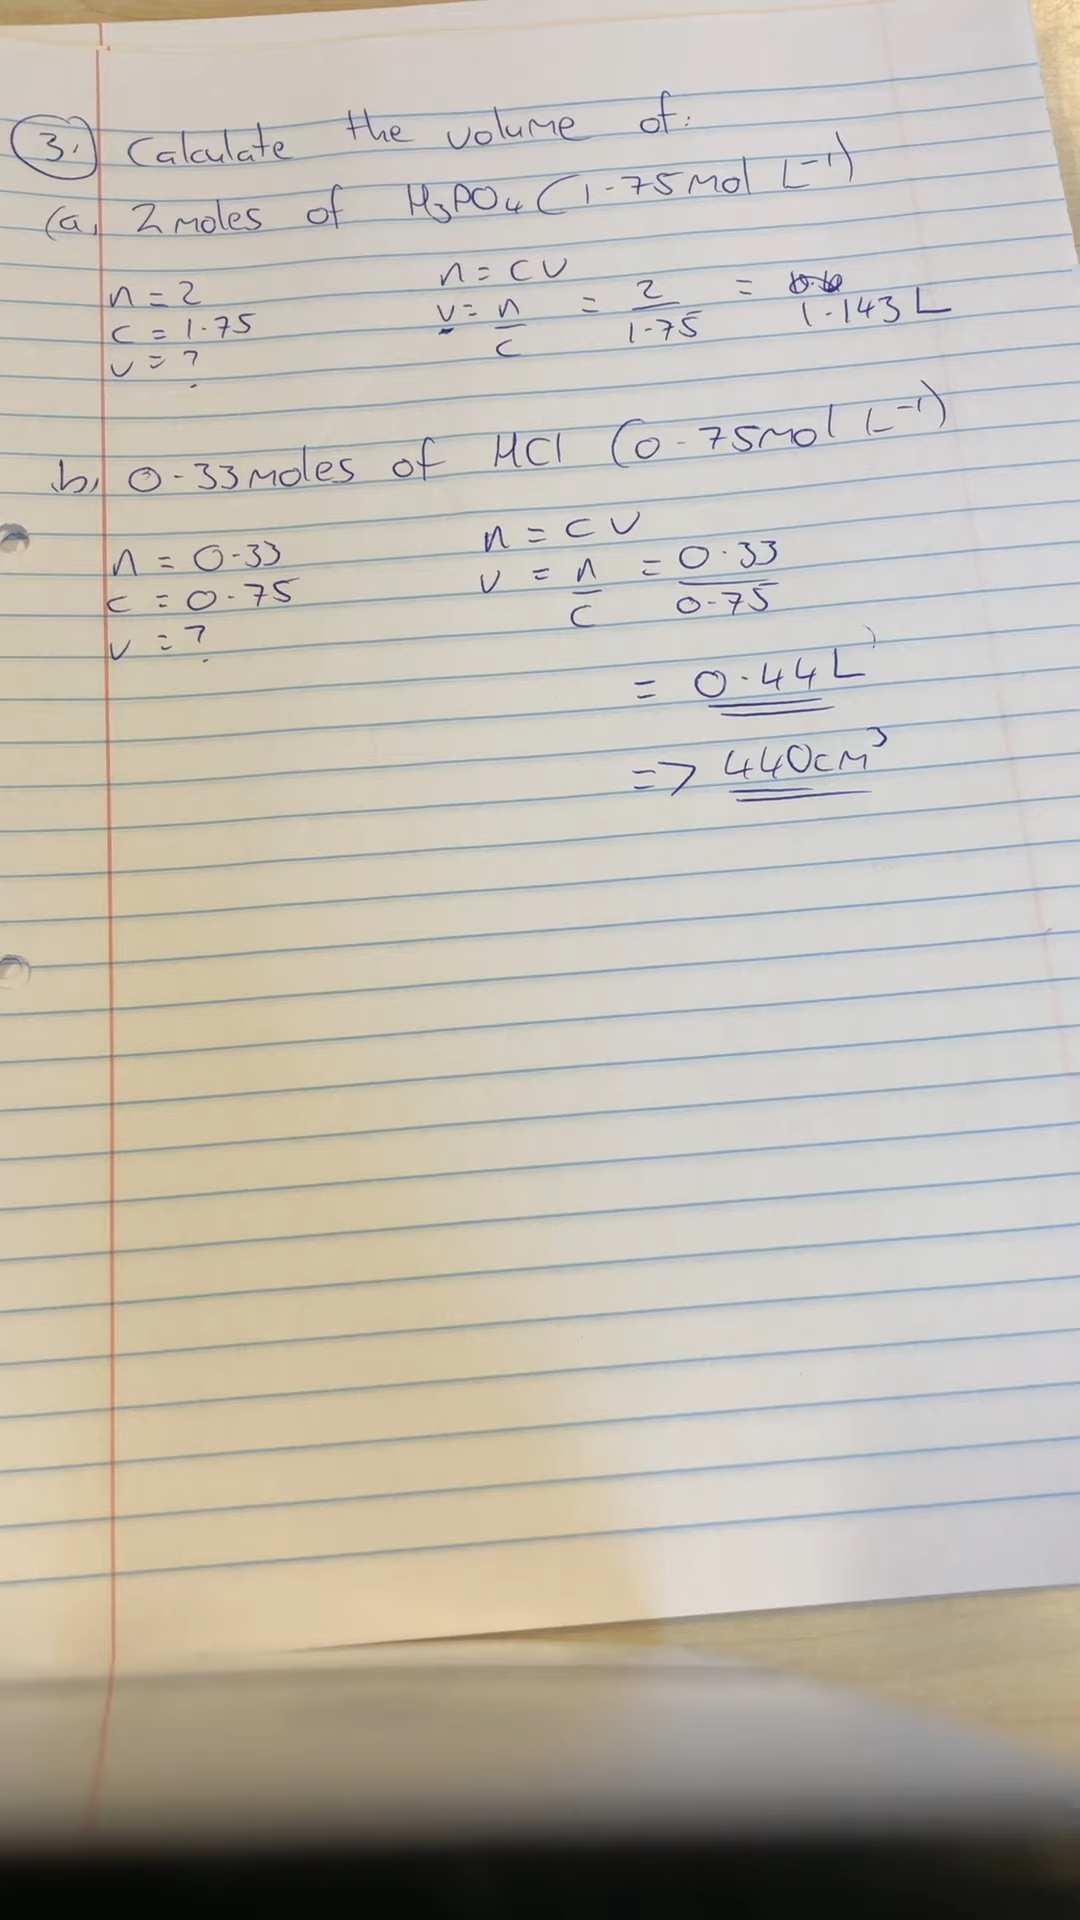 3. Calculate the volume of:
(a, 2 moles of H₃PO₄ (1.75 mol L⁻¹)
n = 2
c = 1.75
v = ?
n = CV
v = n/c = 2/1.75 = 1.143 L
b, 0.33 moles of HCl (0.75 mol L⁻¹)
n = 0.33
c = 0.75
v = ?
n = CV
v = n/c = 0.33/0.75
= 0.44 L
=> 440 cm³